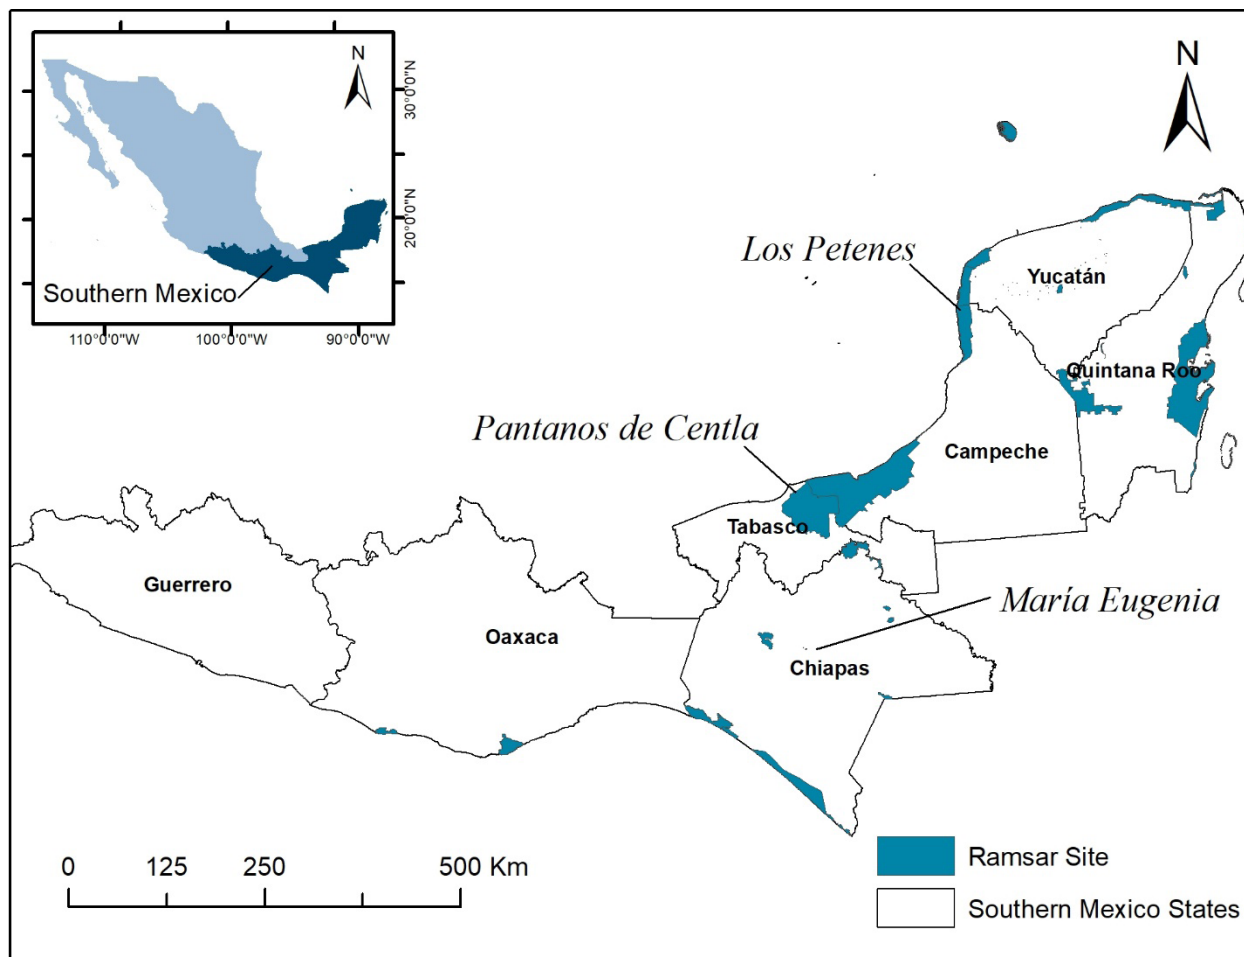 N
30°0'0"N
20°0'0"N
Southern Mexico
110°0'0"W
100°0'0"W
90°0'0"W
N
Los Petenes
Yucatán
Quintana Roo
Pantanos de Centla
Campeche
Tabasco
Guerrero
María Eugenia
Oaxaca
Chiapas
0 125 250 500 Km
Ramsar Site
Southern Mexico States